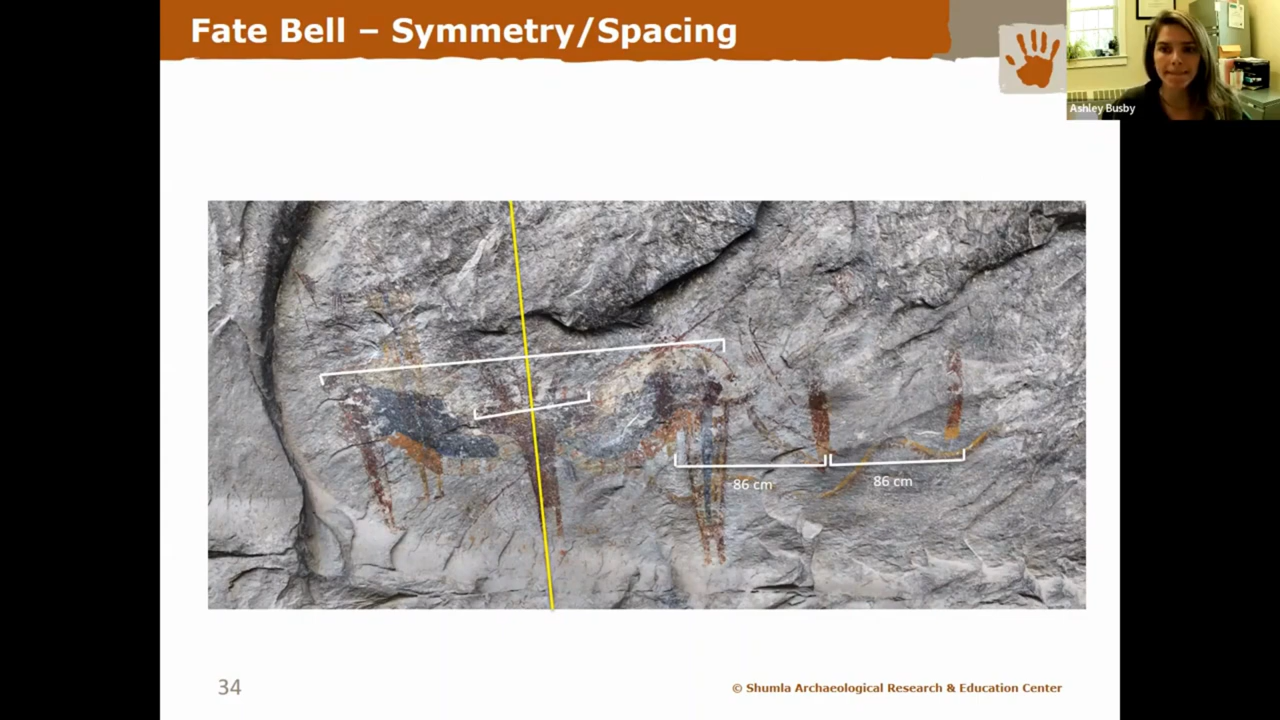 Fate Bell – Symmetry/Spacing
Ashley Busby
86 cm
86 cm
34
© Shumla Archaeological Research & Education Center